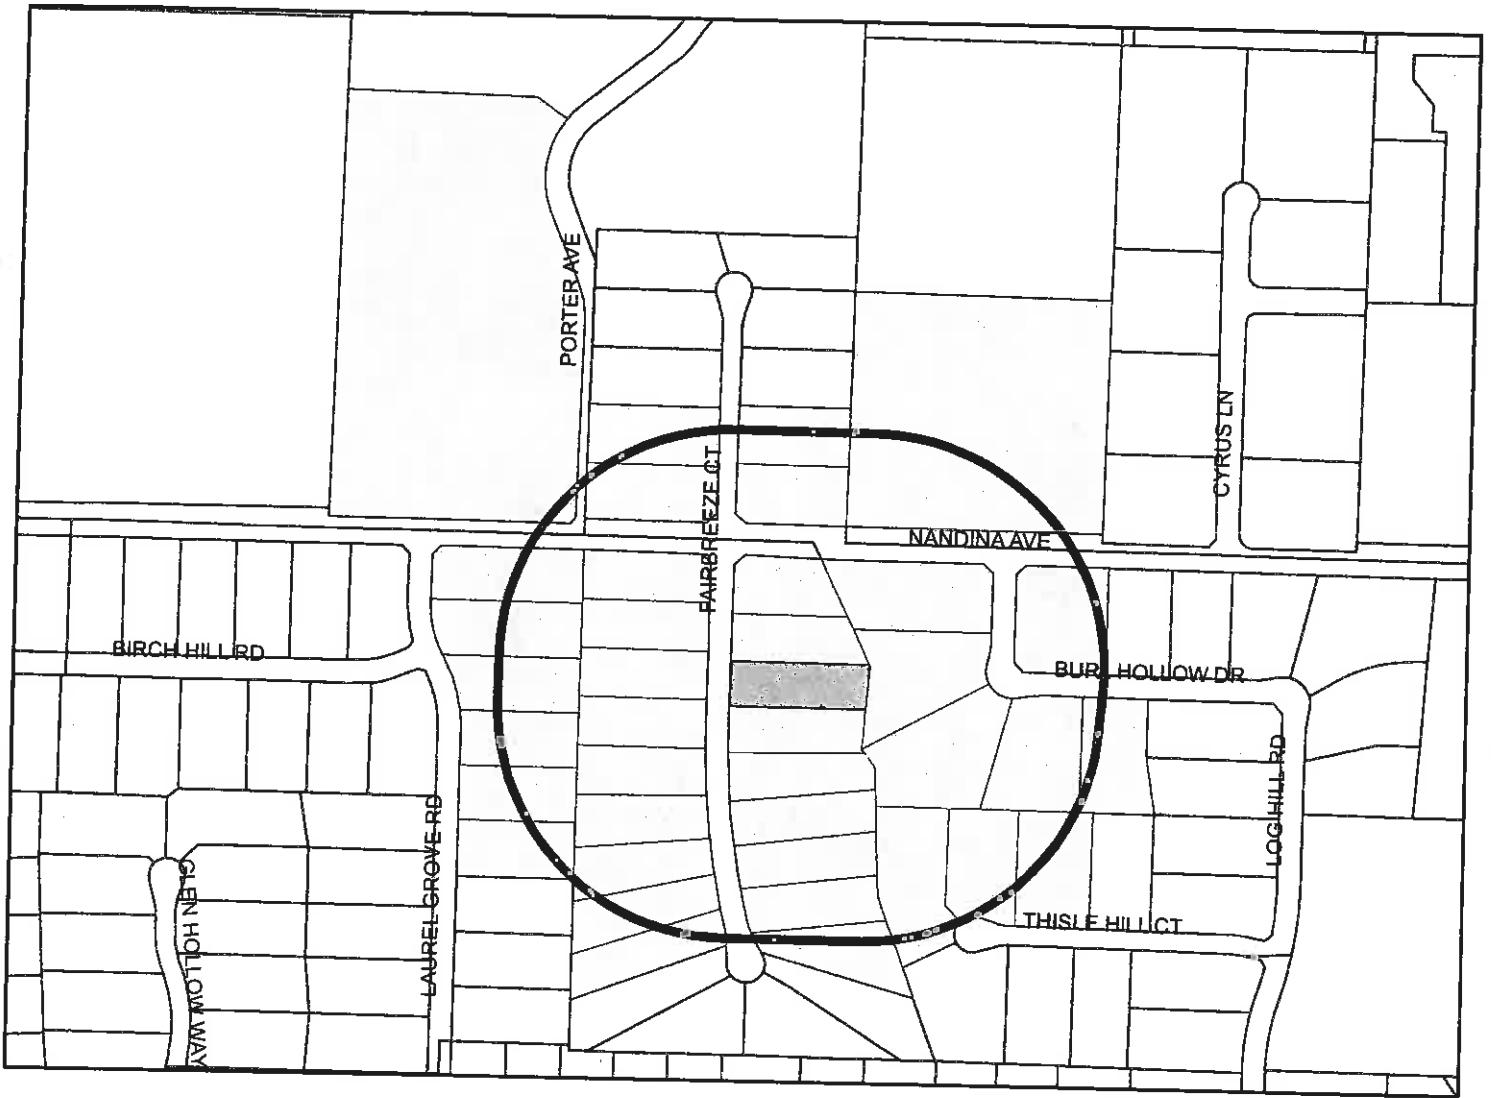 PORTER AVE
CYRUS LN
FAIRBREEZE CT
NANDINA AVE
BIRCH HILL RD
BURL HOLLOW DR
LOG HILL RD
LAUREL GROVE RD
GLEN HOLLOW WAY
THISLE HILL CT